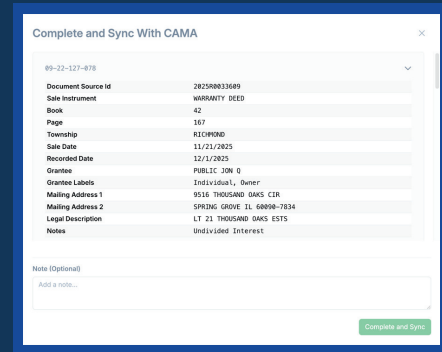 Complete and Sync With CAMA
09-22-127-078
Document Source Id 2025R0033609
Sale Instrument WARRANTY DEED
Book 42
Page 167
Township RICHMOND
Sale Date 11/21/2025
Recorded Date 12/1/2025
Grantee PUBLIC JON Q
Grantee Labels Individual, Owner
Mailing Address 1 9516 THOUSAND OAKS CIR
Mailing Address 2 SPRING GROVE IL 60090-7834
Legal Description LT 21 THOUSAND OAKS ESTS
Notes Undivided Interest
Note (Optional)
Add a note...
Complete and Sync